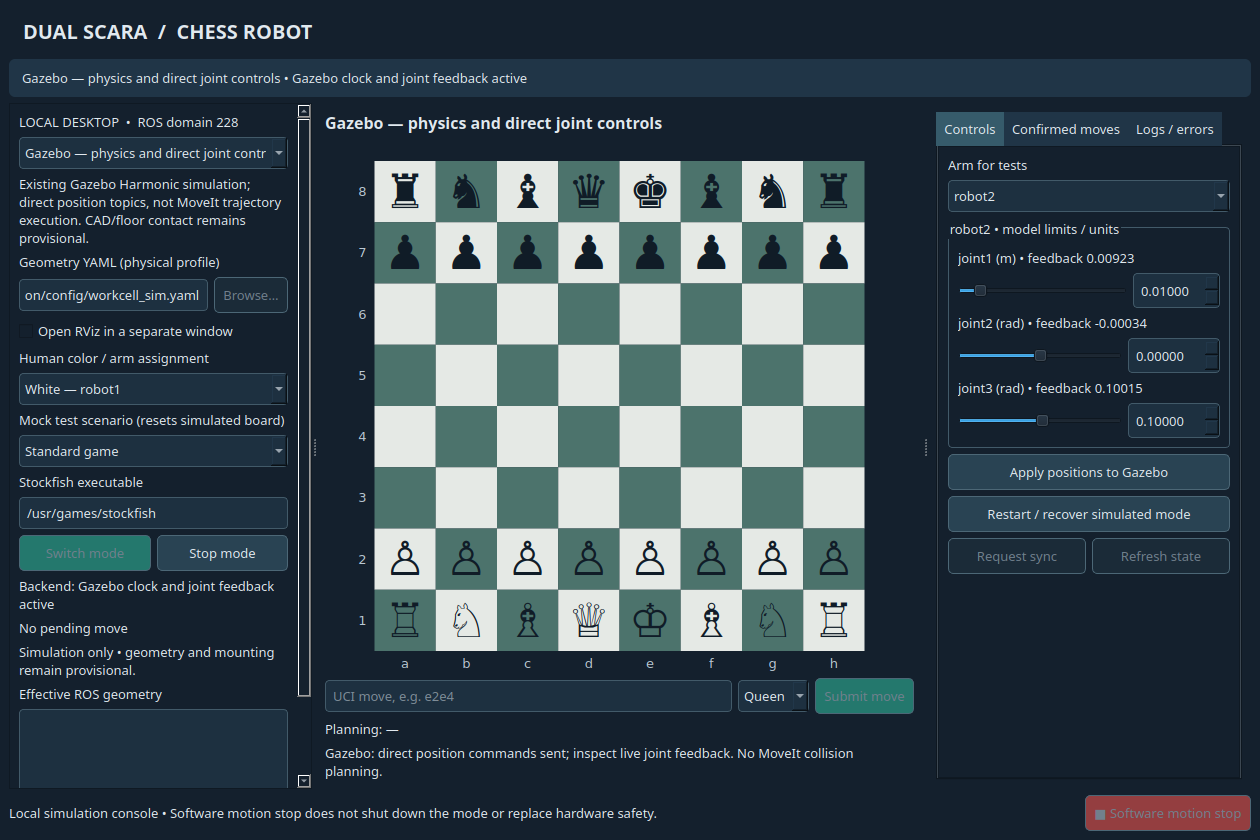 DUAL SCARA / CHESS ROBOT
Gazebo — physics and direct joint controls • Gazebo clock and joint feedback active
LOCAL DESKTOP • ROS domain 228
Gazebo — physics and direct joint contr
Existing Gazebo Harmonic simulation;
direct position topics, not MoveIt trajectory
execution. CAD/floor contact remains
provisional.
Geometry YAML (physical profile)
on/config/workcell_sim.yaml
Browse...
Open RViz in a separate window
Human color / arm assignment
White — robot1
Mock test scenario (resets simulated board)
Standard game
Stockfish executable
/usr/games/stockfish
Switch mode
Stop mode
Backend: Gazebo clock and joint feedback
active
No pending move
Simulation only • geometry and mounting
remain provisional.
Effective ROS geometry
Gazebo — physics and direct joint controls
8
7
6
5
4
3
2
1
a b c d e f g h
UCI move, e.g. e2e4
Queen
Submit move
Planning: —
Gazebo: direct position commands sent; inspect live joint feedback. No MoveIt collision
planning.
Controls
Confirmed moves
Logs / errors
Arm for tests
robot2
robot2 • model limits / units
joint1 (m) • feedback 0.00923
0.01000
joint2 (rad) • feedback -0.00034
0.00000
joint3 (rad) • feedback 0.10015
0.10000
Apply positions to Gazebo
Restart / recover simulated mode
Request sync
Refresh state
Local simulation console • Software motion stop does not shut down the mode or replace hardware safety.
■ Software motion stop